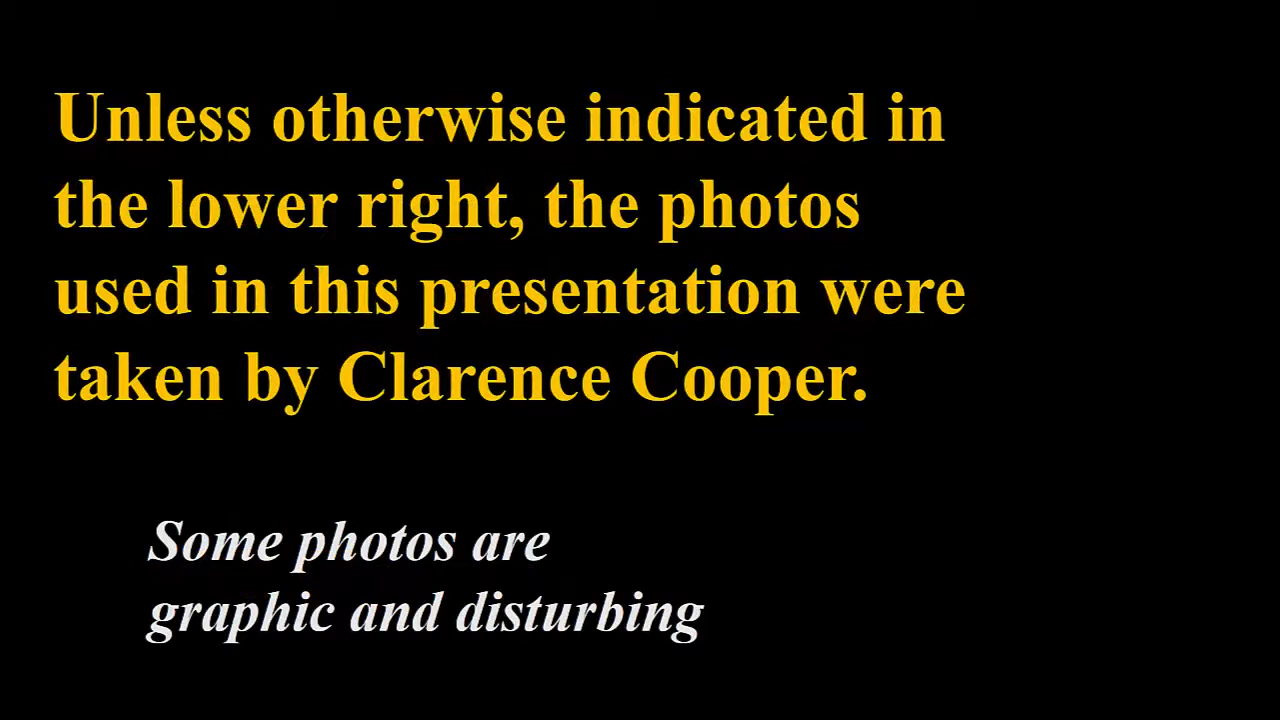 Unless otherwise indicated in
the lower right, the photos
used in this presentation were
taken by Clarence Cooper.
Some photos are
graphic and disturbing